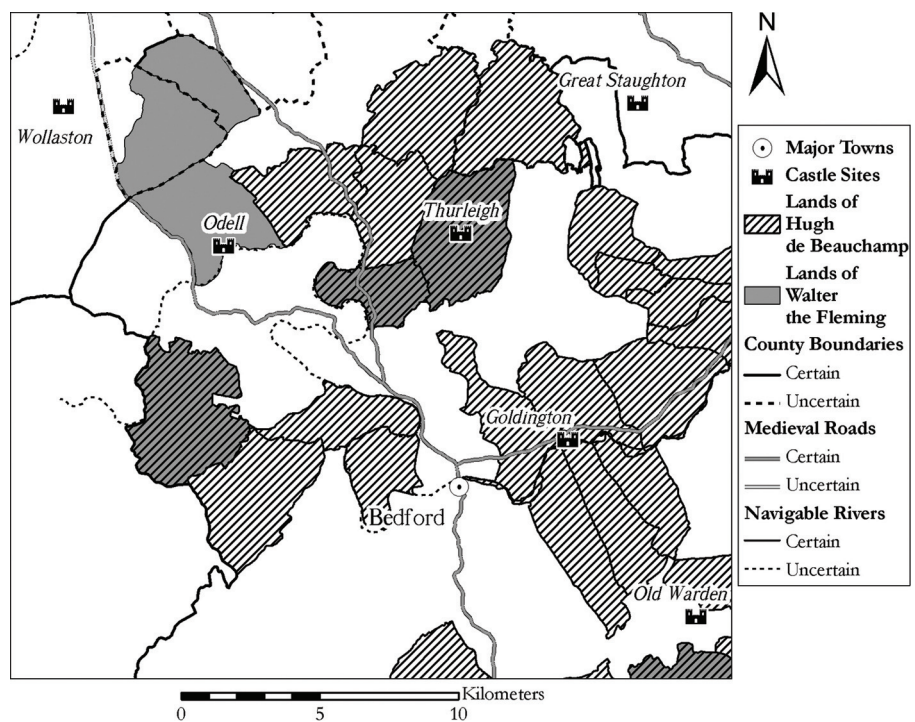 N
Great Staughton
Wollaston
Odell
Thurleigh
Goldington
Bedford
Old Warden
Kilometers
0 5 10
Major Towns
Castle Sites
Lands of
Hugh
de Beauchamp
Lands of
Walter
the Fleming
County Boundaries
Certain
Uncertain
Medieval Roads
Certain
Uncertain
Navigable Rivers
Certain
Uncertain